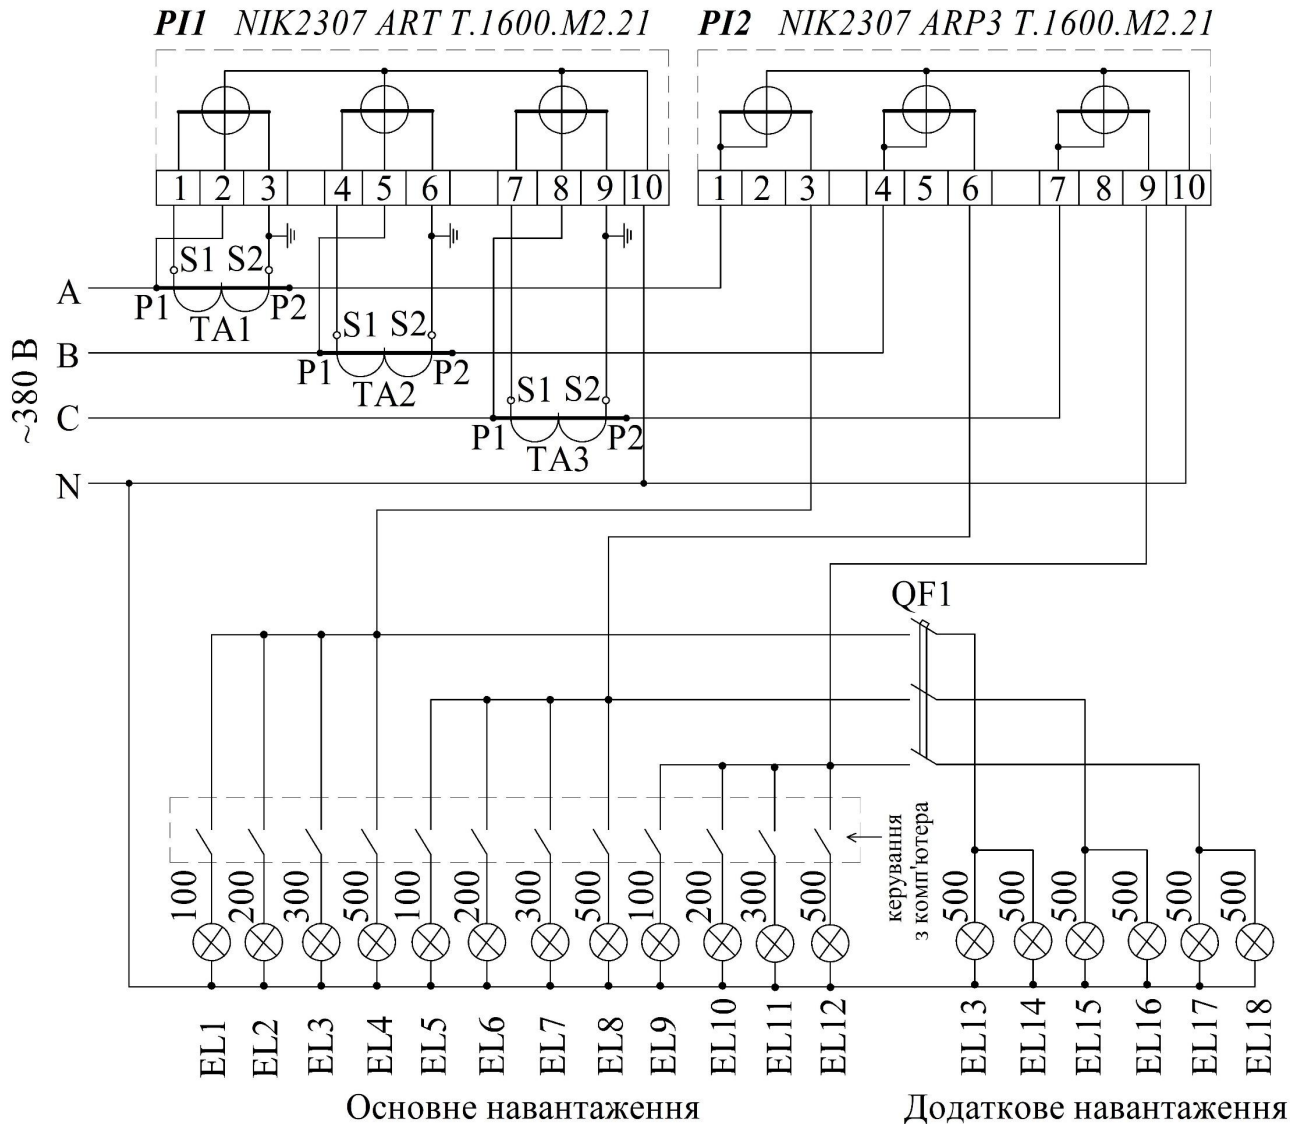 PI1 NIK2307 ART T.1600.M2.21
PI2 NIK2307 ARP3 T.1600.M2.21
1 2 3 4 5 6 7 8 9 10
1 2 3 4 5 6 7 8 9 10
S1 S2
A
P1 P2
TA1
S1 S2
B
P1 P2
TA2
~380 В
S1 S2
C
P1 P2
TA3
N
QF1
керування
з комп'ютера
100 200 300 500 100 200 300 500 100 200 300 500
500 500 500 500 500 500
EL1 EL2 EL3 EL4 EL5 EL6 EL7 EL8 EL9 EL10 EL11 EL12
EL13 EL14 EL15 EL16 EL17 EL18
Основне навантаження
Додаткове навантаження